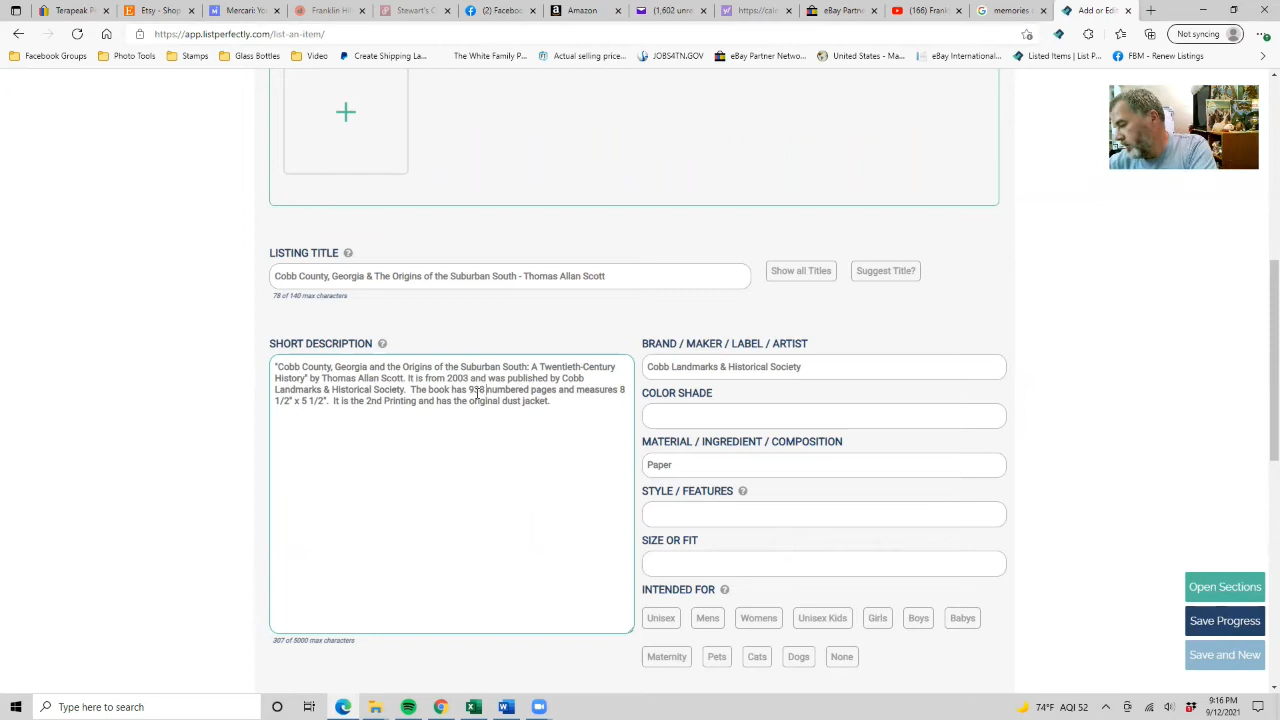 Etsy - S
Merca
Posh
(2) F
Amazon
(1,602 unre
https://cale
eBay Partne
(16) Frank S
memories o
Add or Edit
https://app.listperfectly.com/list-an-item/
Not syncing
Facebook Groups
Photo Tools
Stamps
Glass Bottles
Video
Create Shipping La...
The White Family P...
Actual selling price...
JOBS4TN.GOV
eBay Partner Netwo...
United States - Ma...
eBay International...
Listed Items | List P...
FBM - Renew Listings
LISTING TITLE
Cobb County, Georgia & The Origins of the Suburban South - Thomas Allan Scott
Show all Titles
Suggest Title?
78 of 140 max characters
SHORT DESCRIPTION
"Cobb County, Georgia and the Origins of the Suburban South: A Twentieth-Century
History" by Thomas Allan Scott. It is from 2003 and was published by Cobb
Landmarks & Historical Society. The book has numbered pages and measures 8
1/2" x 5 1/2". It is the 2nd Printing and has the original dust jacket.
307 of 5000 max characters
BRAND / MAKER / LABEL / ARTIST
Cobb Landmarks & Historical Society
COLOR SHADE
MATERIAL / INGREDIENT / COMPOSITION
Paper
STYLE / FEATURES
SIZE OR FIT
INTENDED FOR
Unisex
Mens
Womens
Unisex Kids
Girls
Boys
Babys
Maternity
Pets
Cats
Dogs
None
Open Sections
Save Progress
Save and New
Type here to search
74°F AQI 52
9:16 PM
9/12/2021